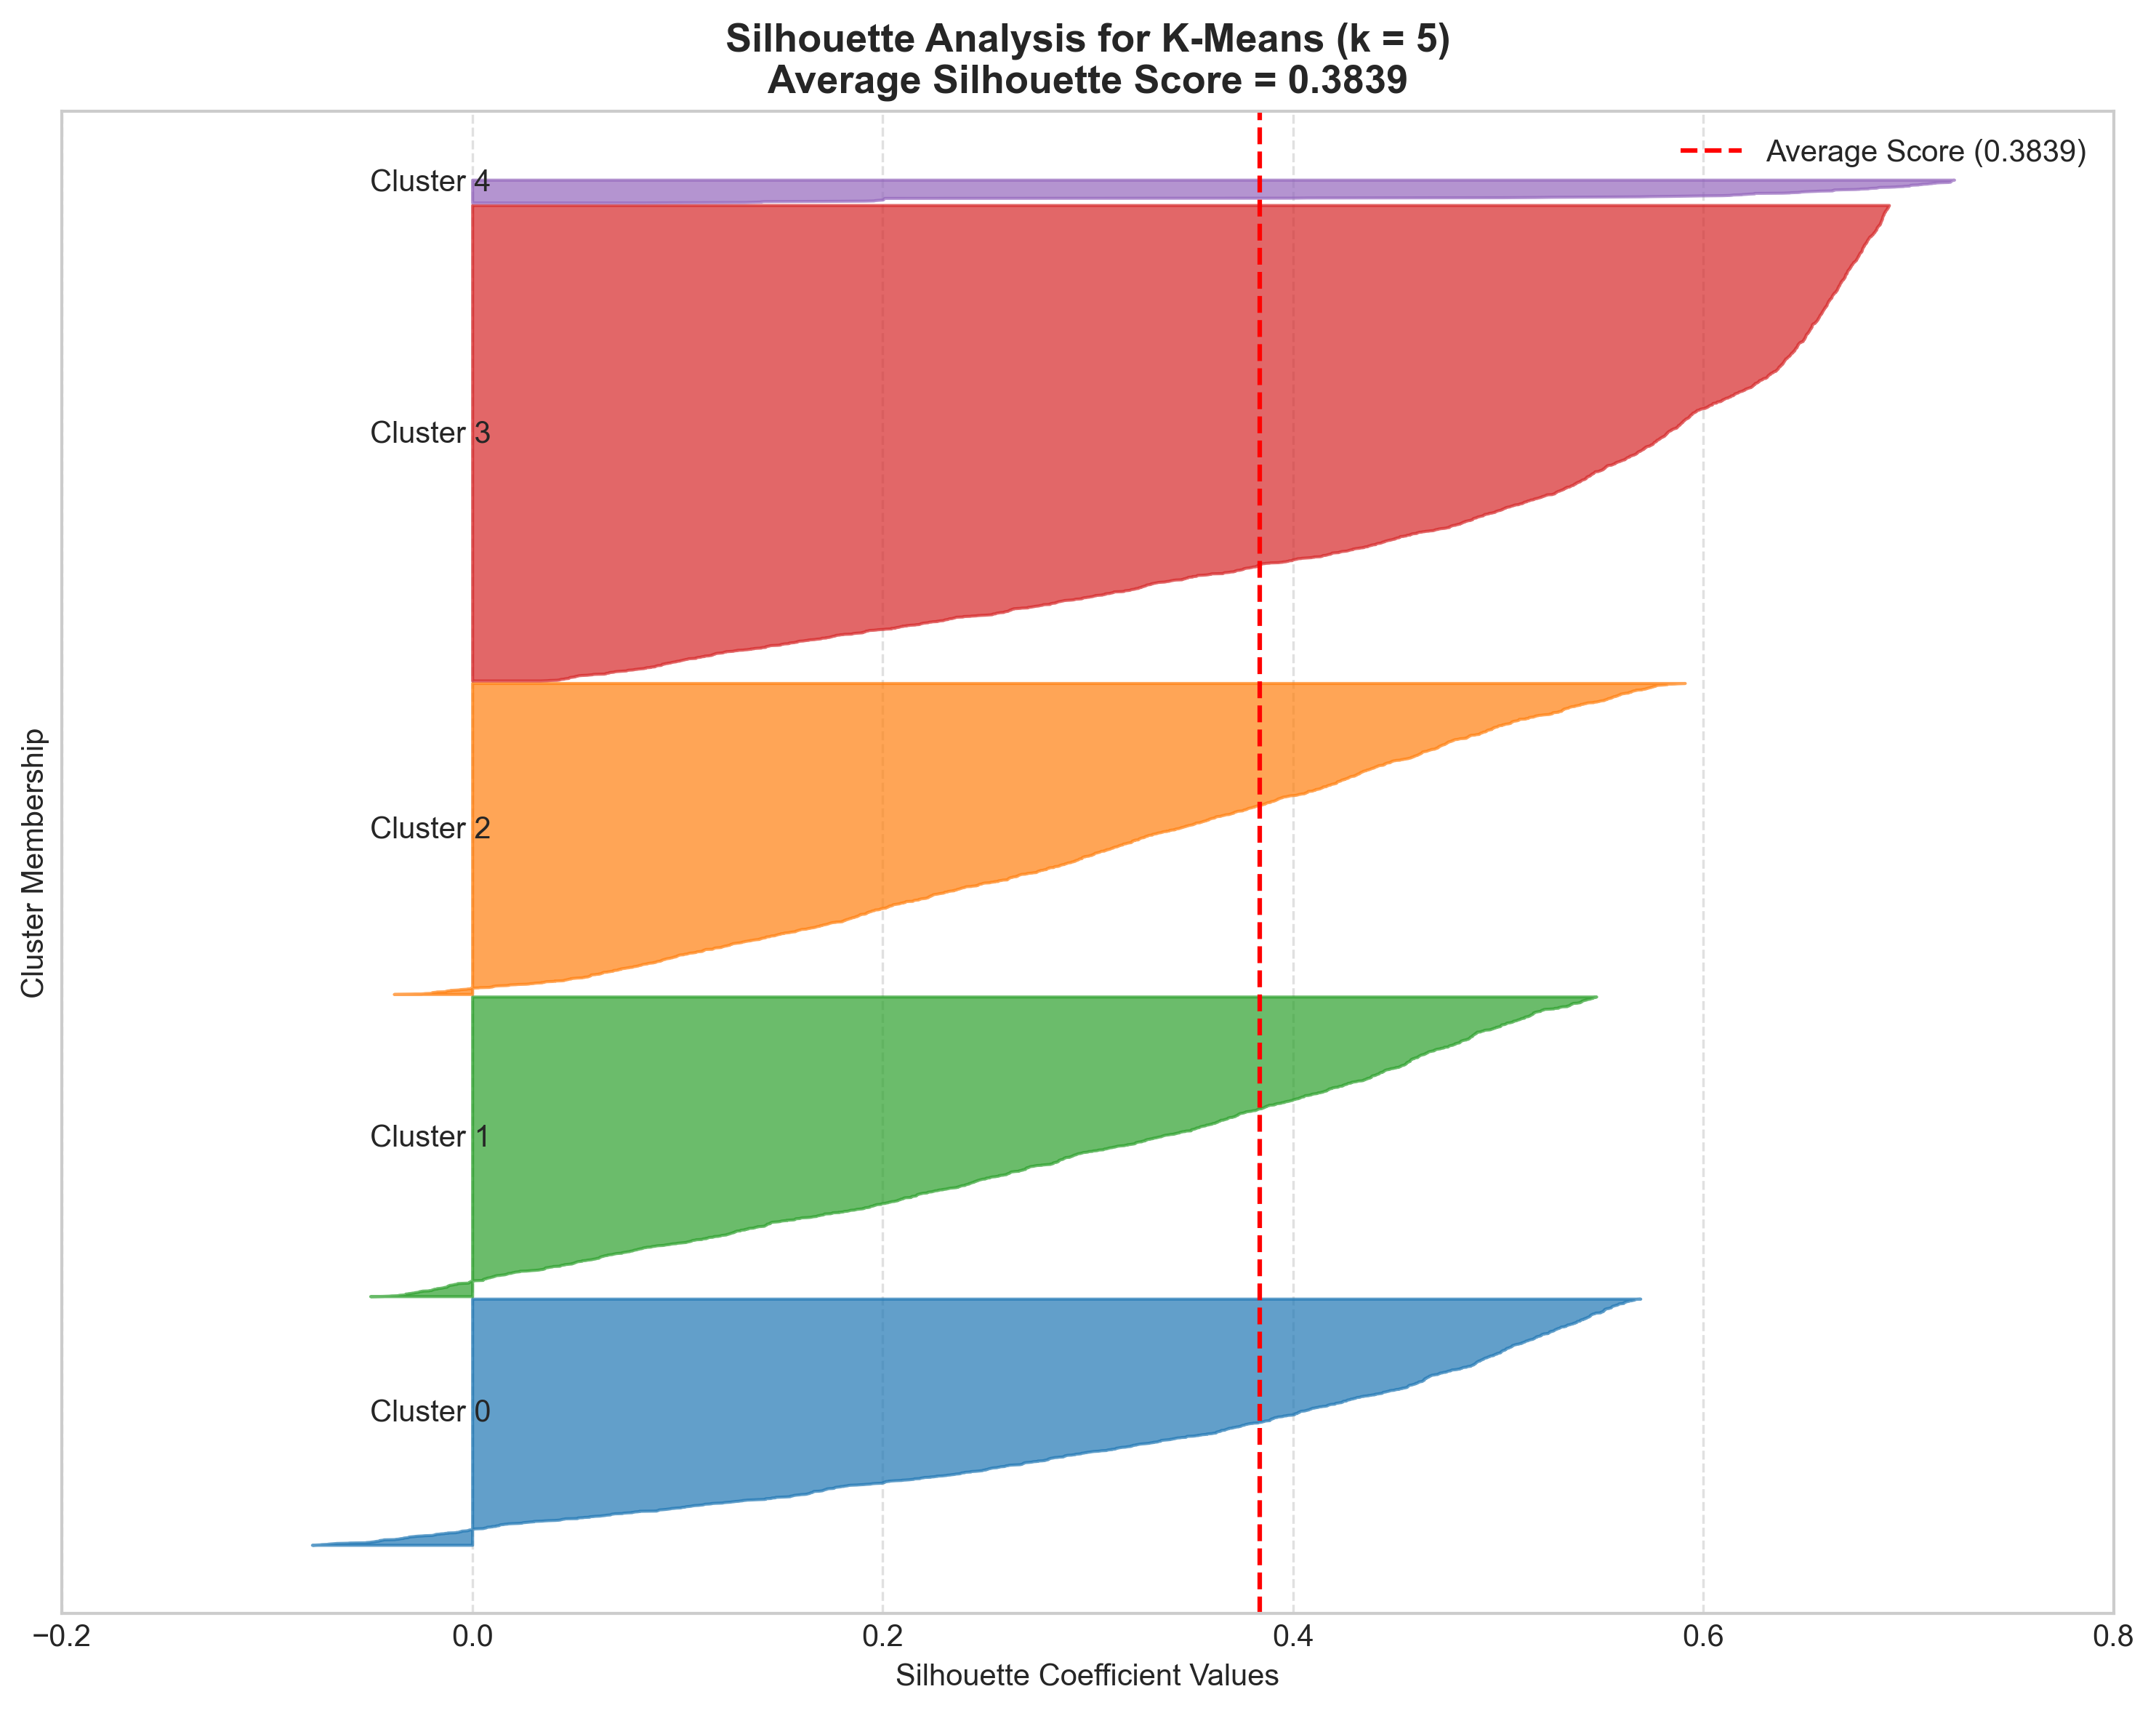 Silhouette Analysis for K-Means (k = 5)
Average Silhouette Score = 0.3839
Average Score (0.3839)
Cluster 4
Cluster 3
Cluster 2
Cluster 1
Cluster 0
Cluster Membership
−0.2 0.0 0.2 0.4 0.6 0.8
Silhouette Coefficient Values